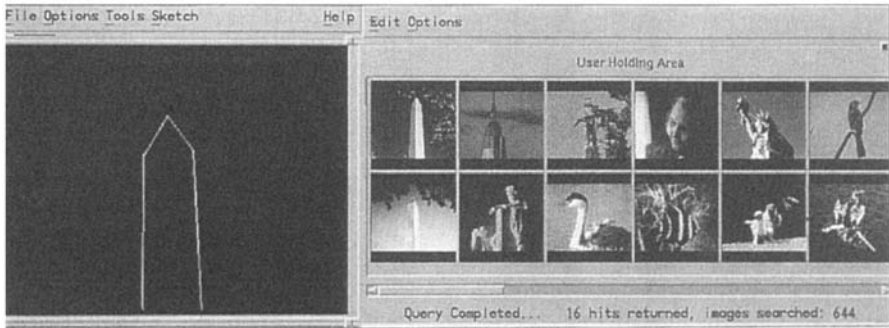 File Options Tools Sketch Help
Edit Options
User Holding Area
Query Completed... 16 hits returned, images searched: 644